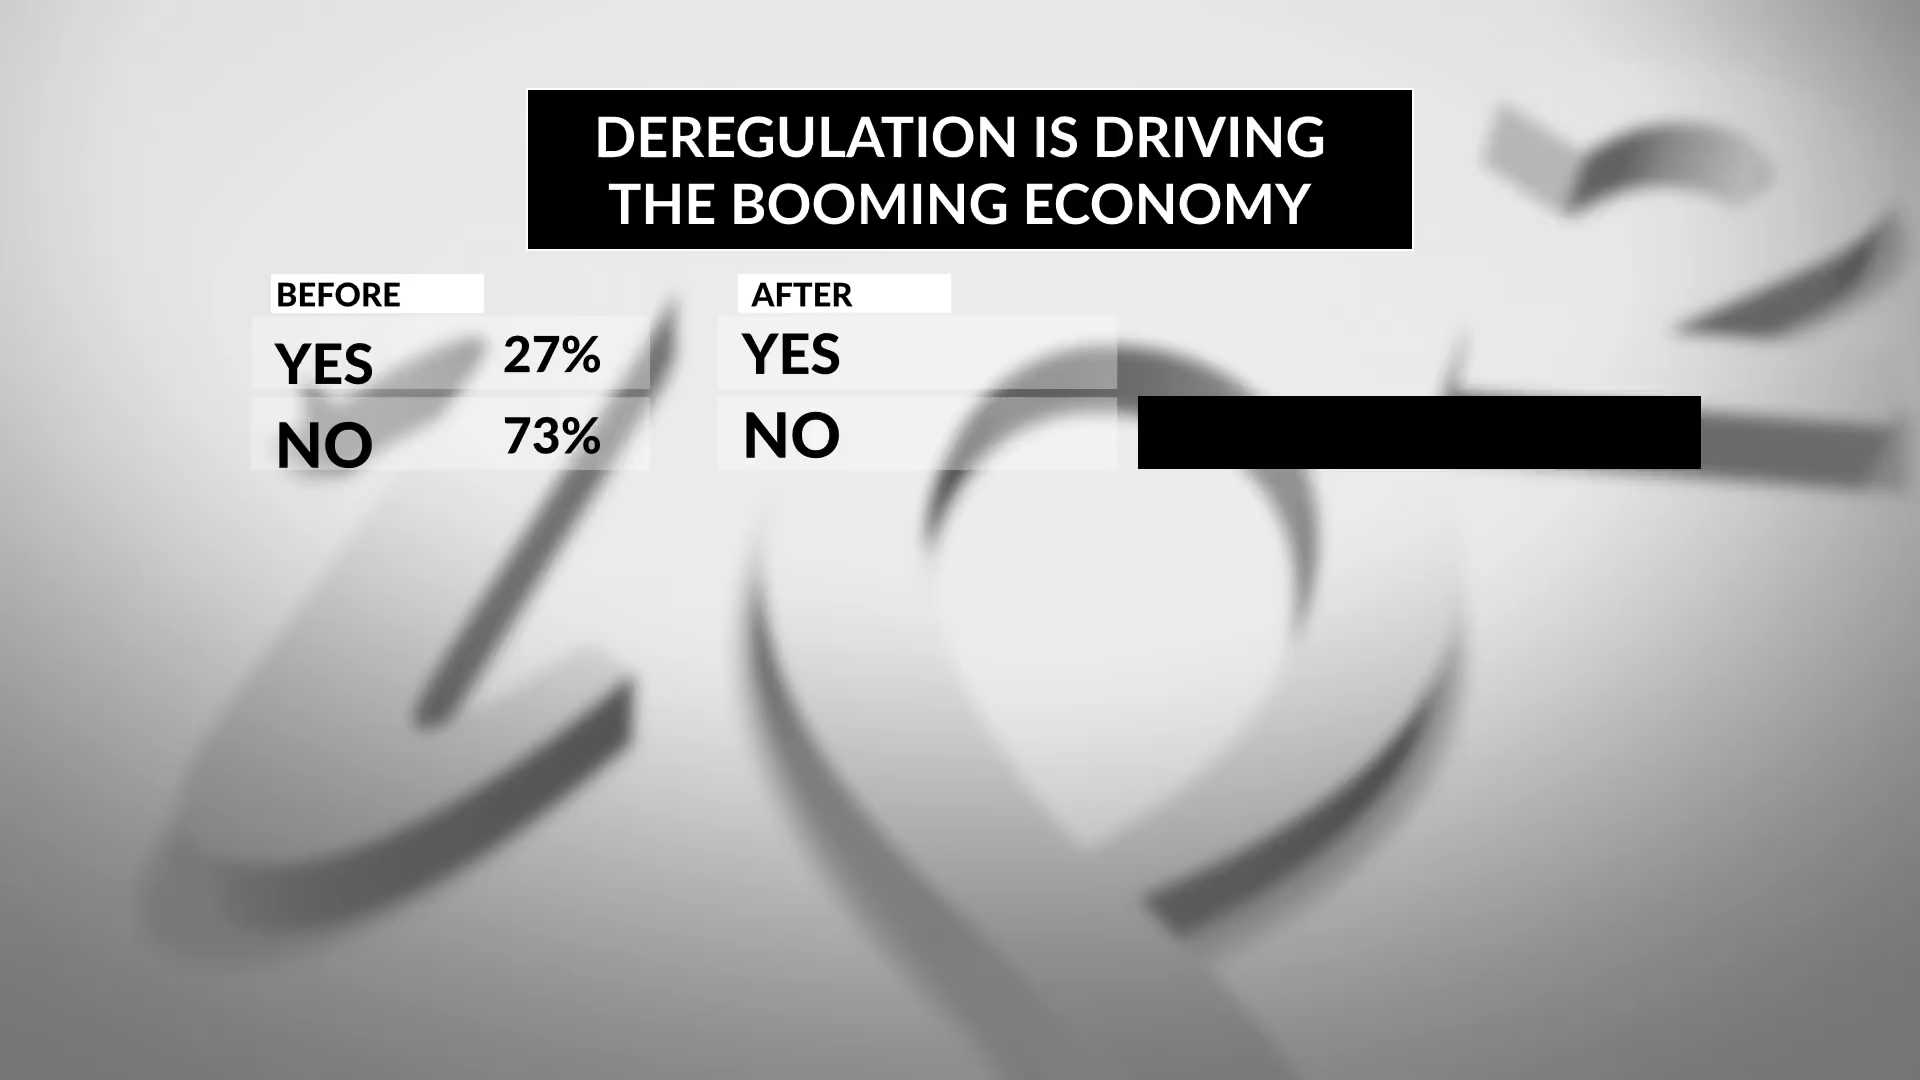 DEREGULATION IS DRIVING
THE BOOMING ECONOMY
BEFORE
YES 27%
NO 73%
AFTER
YES
NO